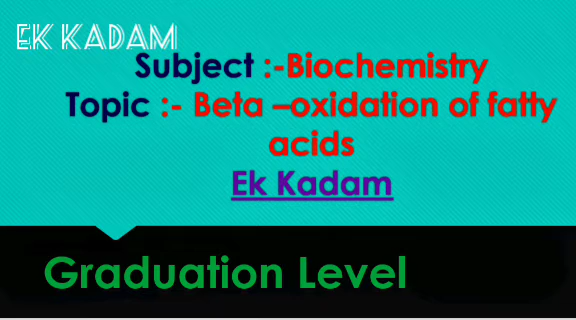 EK KADAM
Subject :-Biochemistry
Topic :- Beta –oxidation of fatty
acids
Ek Kadam
Graduation Level